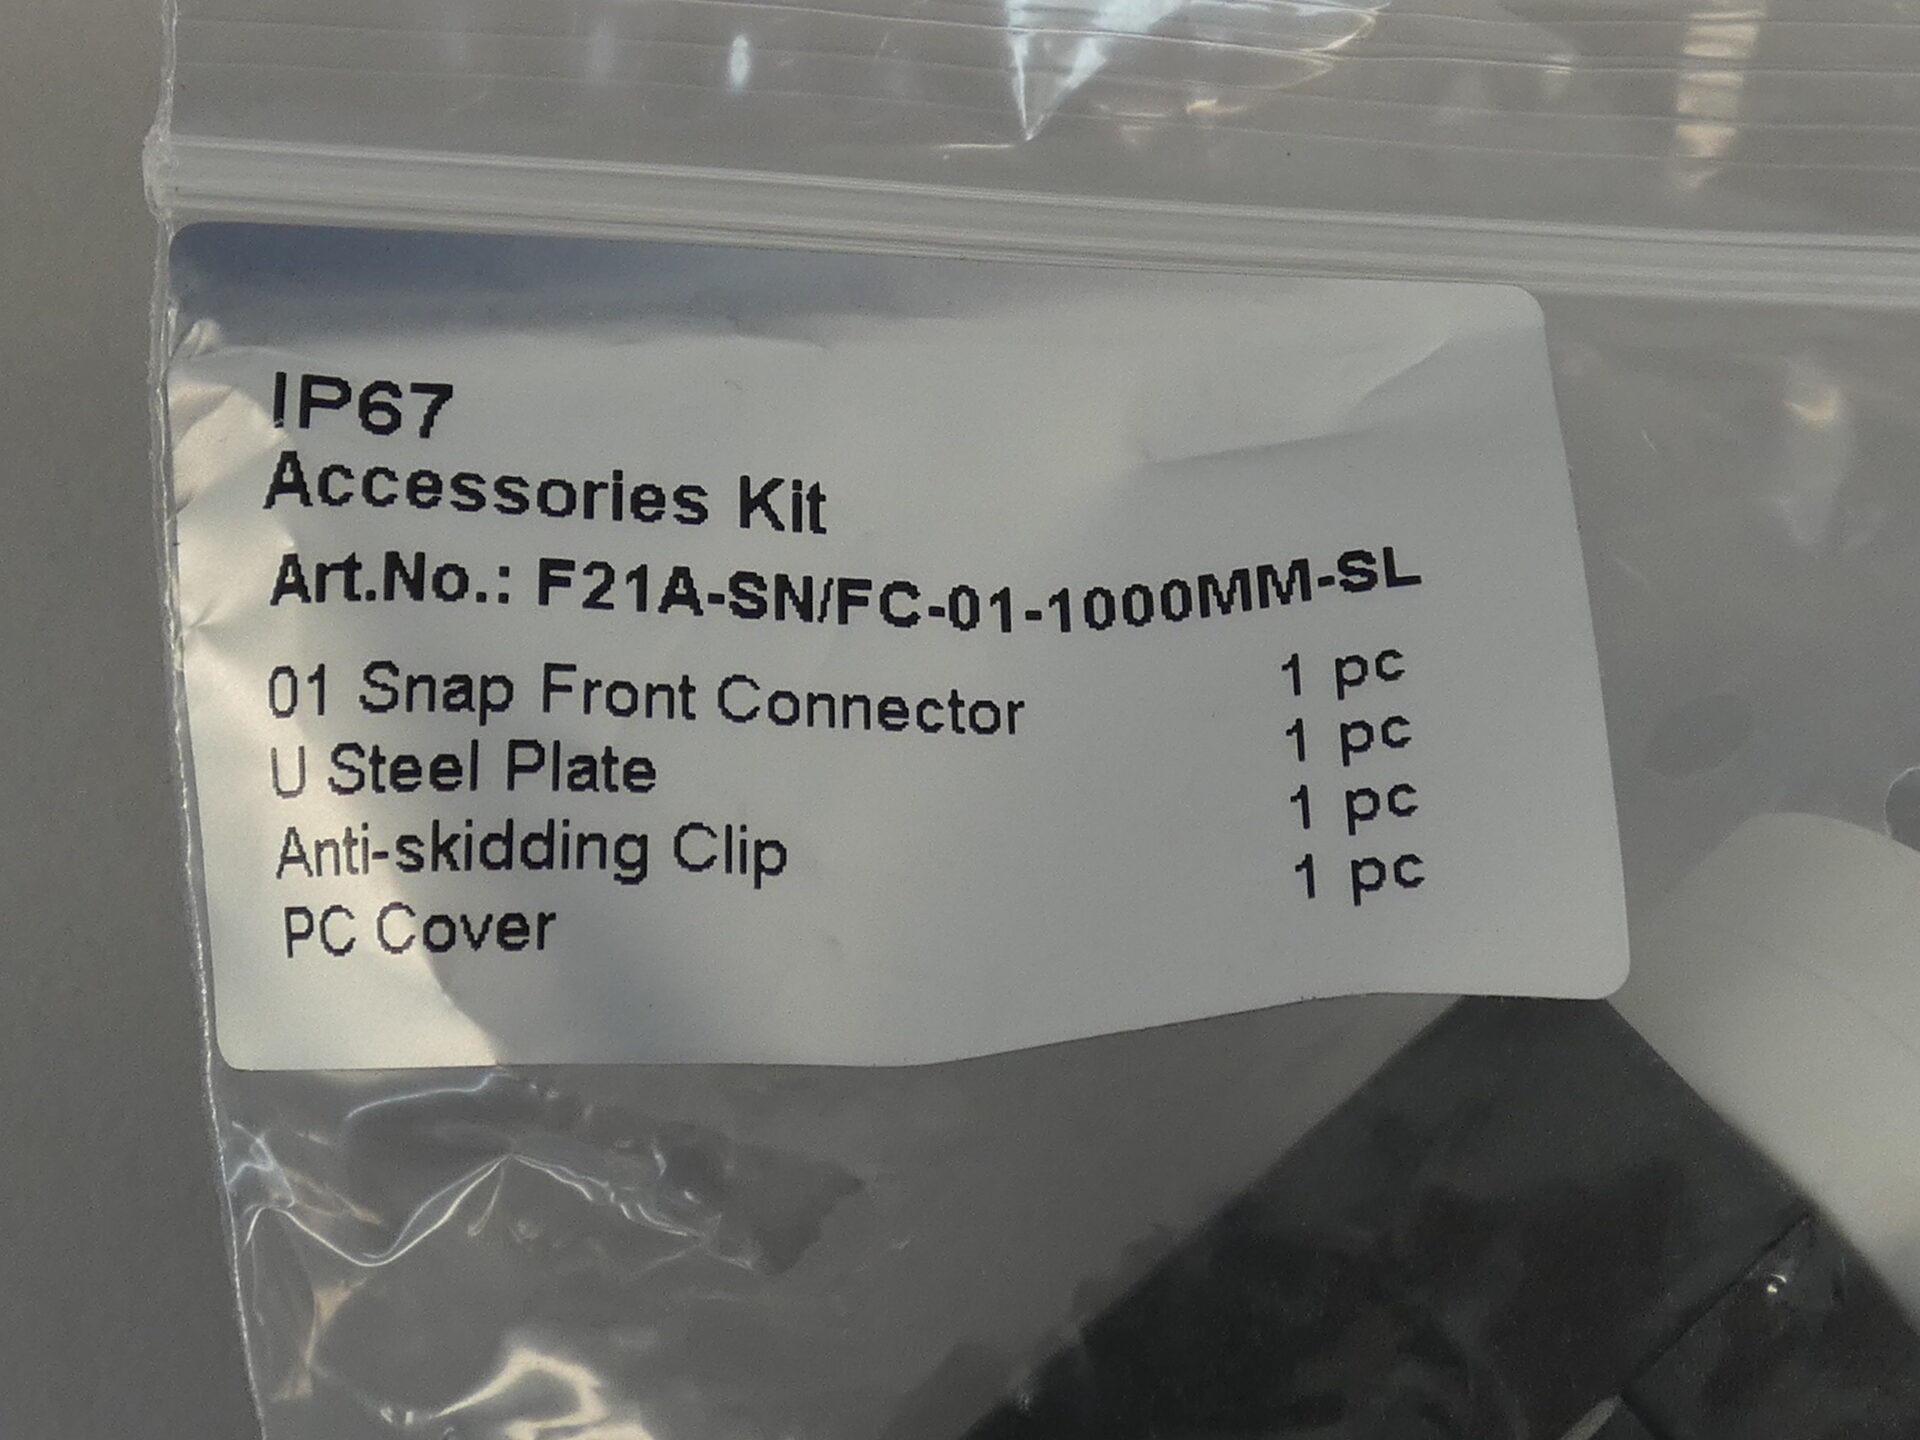 IP67
Accessories Kit
Art.No.: F21A-SN/FC-01-1000MM-SL
01 Snap Front Connector 1 pc
U Steel Plate 1 pc
Anti-skidding Clip 1 pc
PC Cover 1 pc